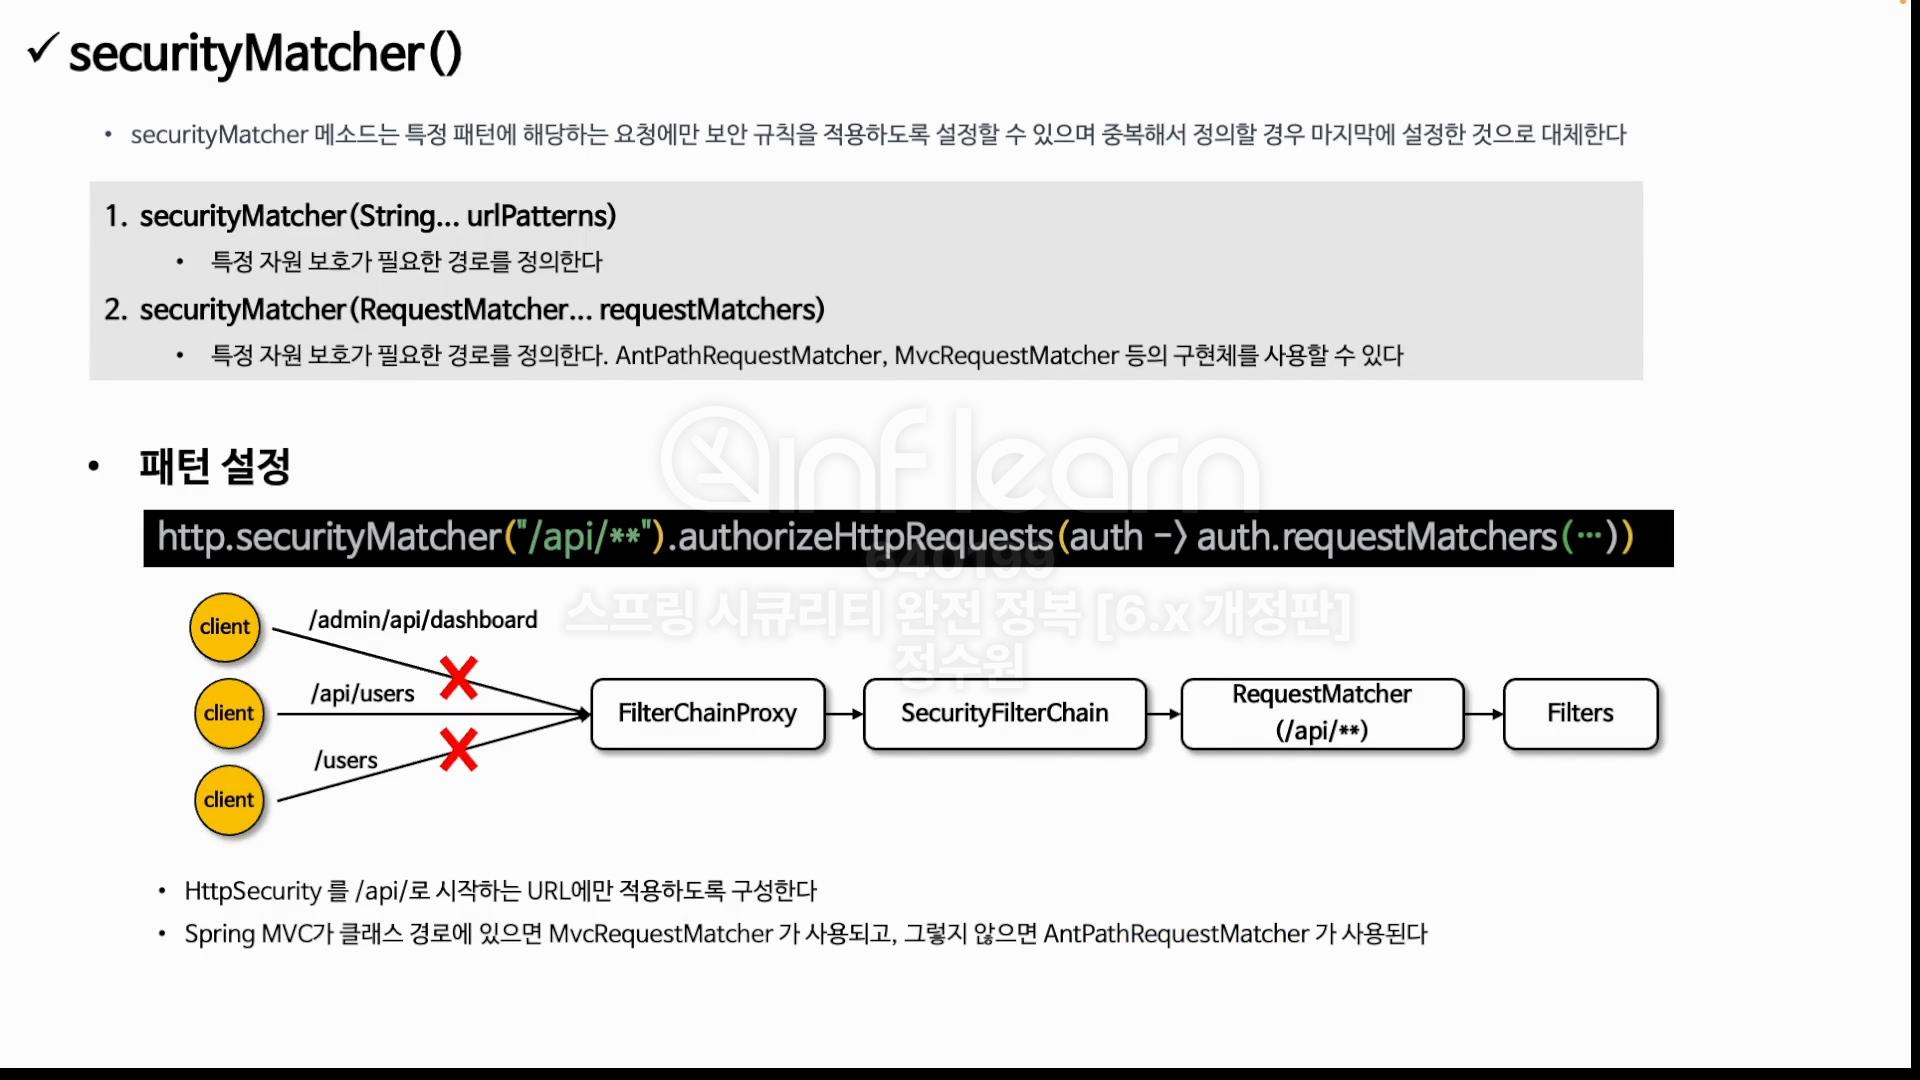 ✓ securityMatcher()
• securityMatcher 메소드는 특정 패턴에 해당하는 요청에만 보안 규칙을 적용하도록 설정할 수 있으며 중복해서 정의할 경우 마지막에 설정한 것으로 대체한다
1. securityMatcher(String... urlPatterns)
• 특정 자원 보호가 필요한 경로를 정의한다
2. securityMatcher(RequestMatcher... requestMatchers)
• 특정 자원 보호가 필요한 경로를 정의한다. AntPathRequestMatcher, MvcRequestMatcher 등의 구현체를 사용할 수 있다
inflearn
• 패턴 설정
http.securityMatcher("/api/**").authorizeHttpRequests(auth -> auth.requestMatchers(…))
640199
스프링 시큐리티 완전 정복 [6.x 개정판]
정수원
client
/admin/api/dashboard
client
/api/users
client
/users
FilterChainProxy
SecurityFilterChain
RequestMatcher
(/api/**)
Filters
• HttpSecurity 를 /api/로 시작하는 URL에만 적용하도록 구성한다
• Spring MVC가 클래스 경로에 있으면 MvcRequestMatcher 가 사용되고, 그렇지 않으면 AntPathRequestMatcher 가 사용된다